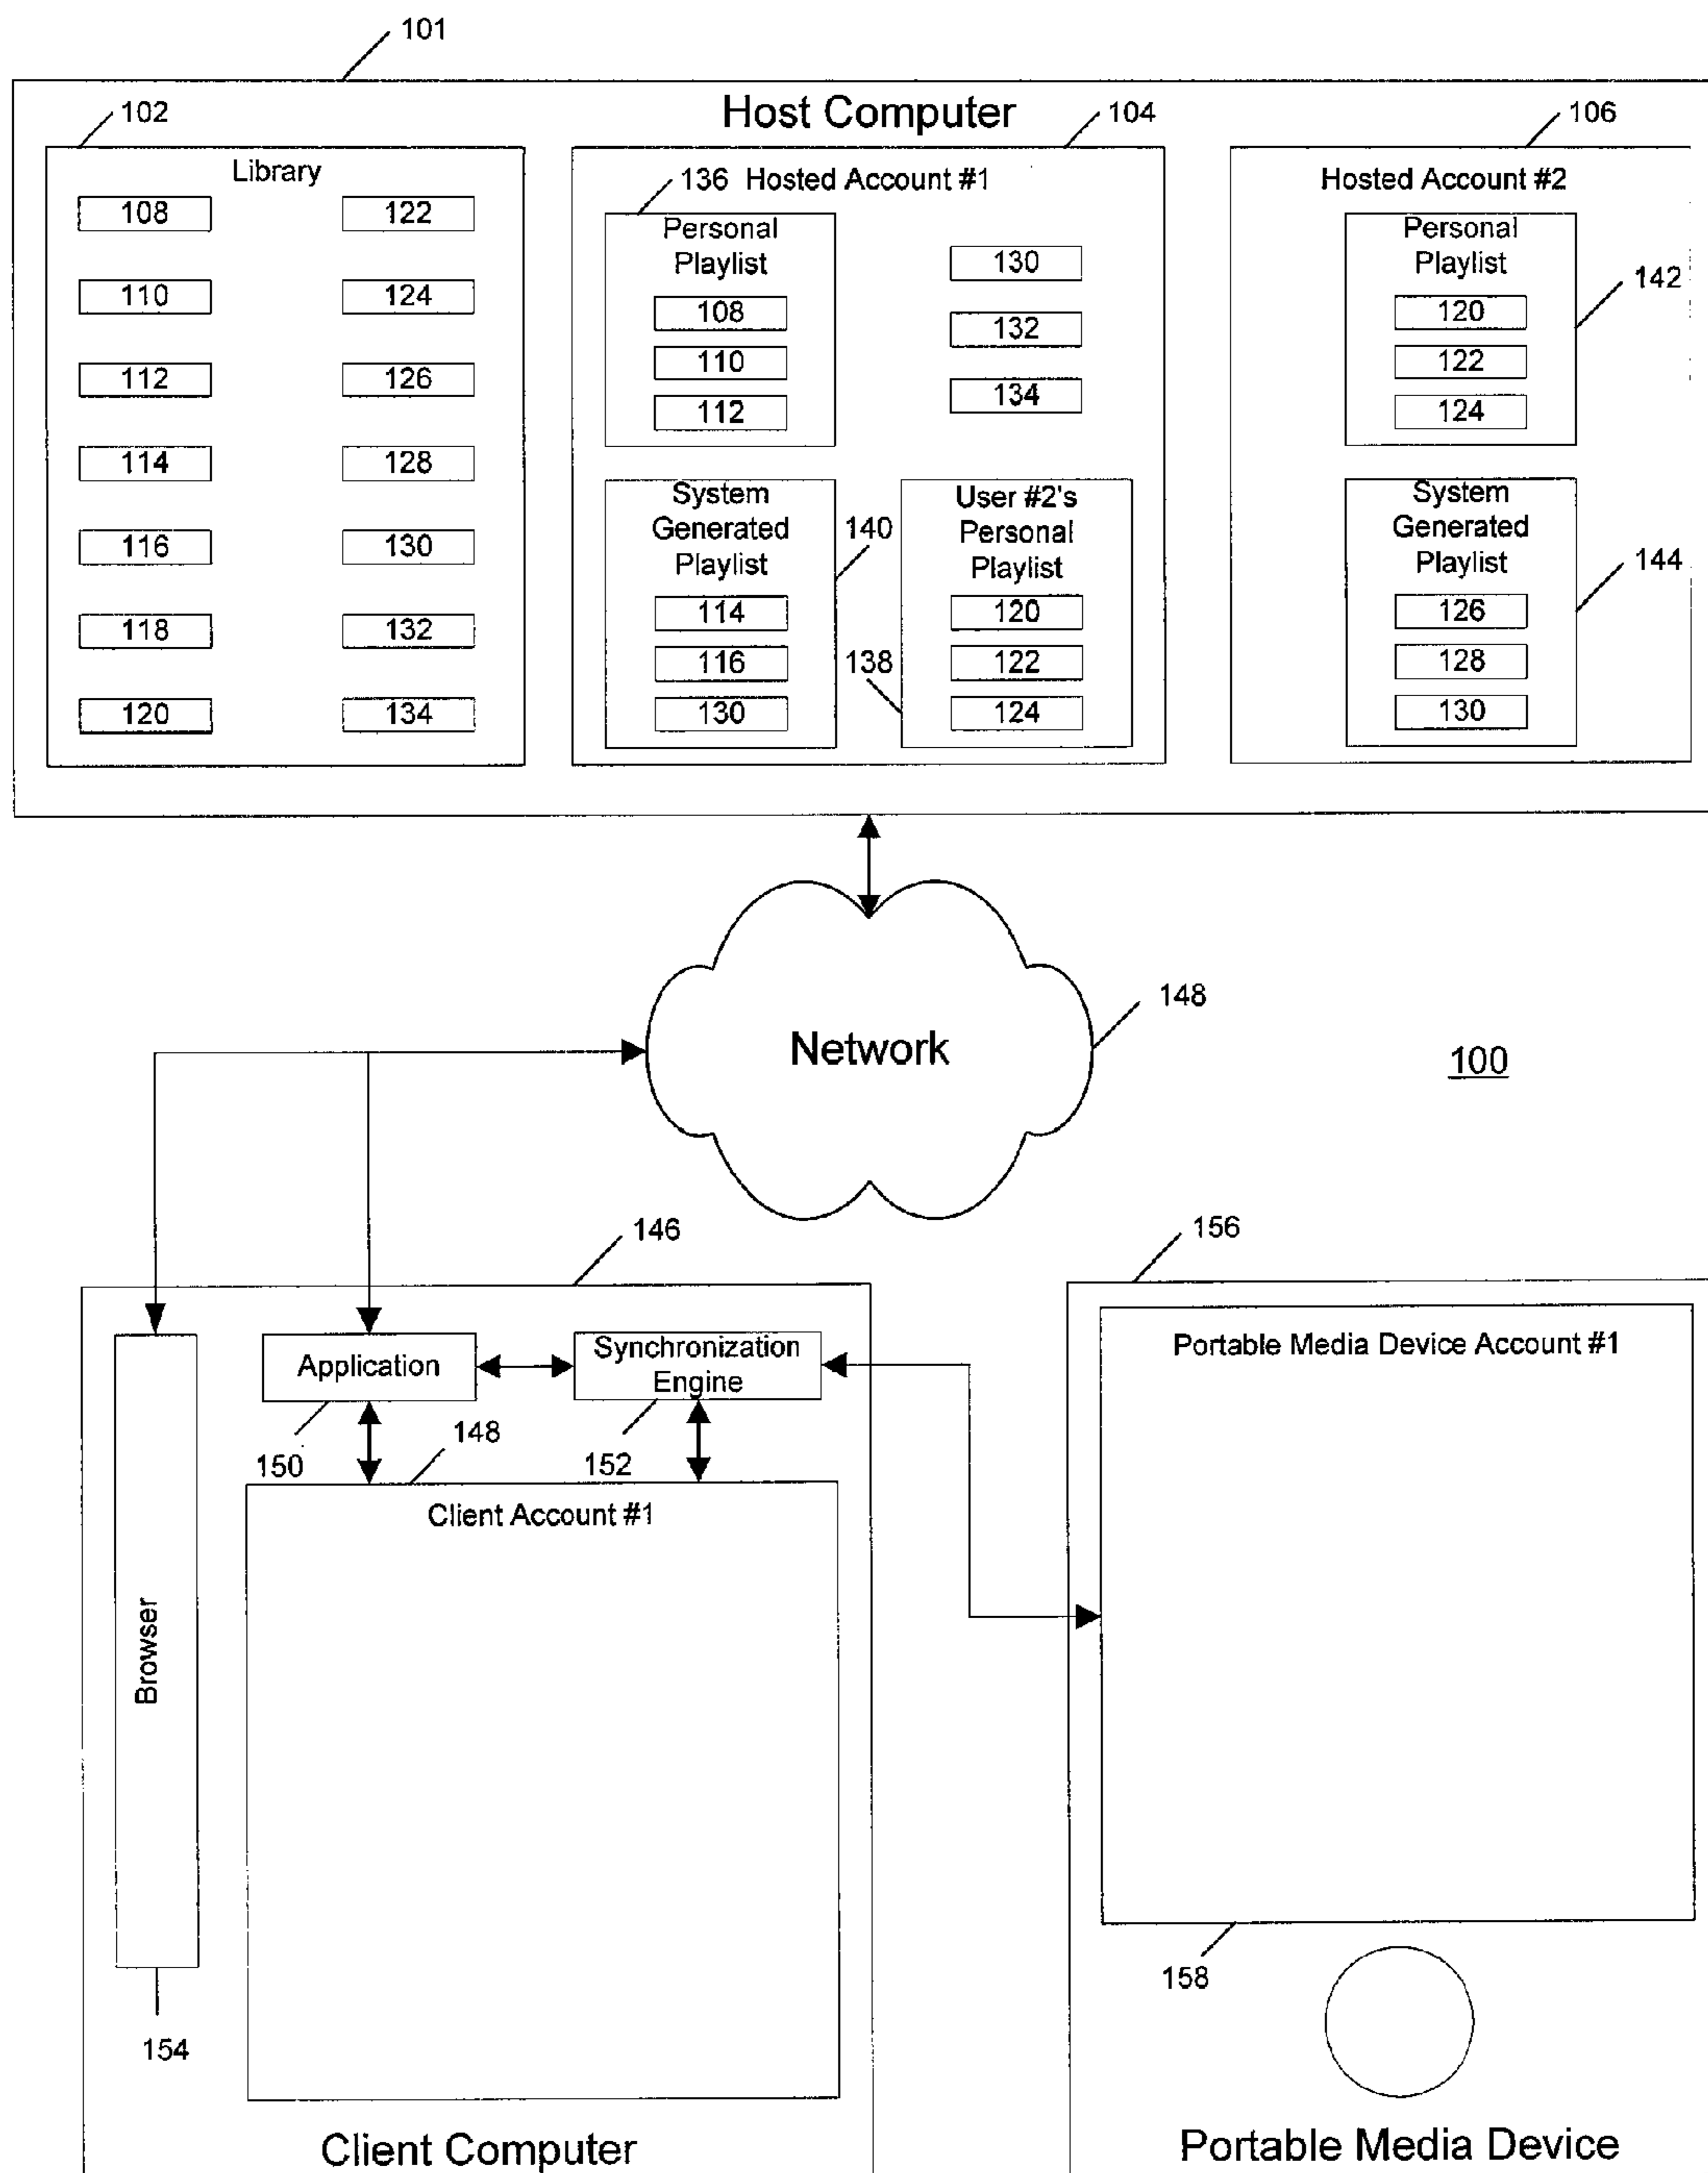 101
Host Computer
102
104
106
Library
108
122
110
124
112
126
114
128
116
130
118
132
120
134
136 Hosted Account #1
Personal
Playlist
108
110
112
130
132
134
System
Generated
Playlist
114
116
130
140
User #2's
Personal
Playlist
120
122
124
138
Hosted Account #2
Personal
Playlist
120
122
124
142
System
Generated
Playlist
126
128
130
144
Network
148
100
146
156
Application
Synchronization
Engine
150
148
152
Client Account #1
Browser
154
Client Computer
Portable Media Device Account #1
158
Portable Media Device